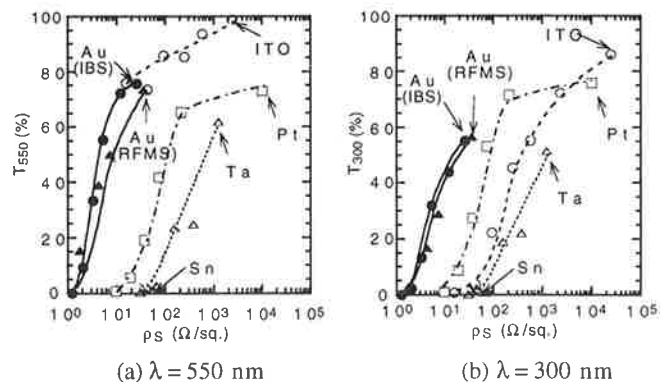 100
80
60
40
20
0
T550 (%)
Au
(IBS)
ITO
Au
(RFMS)
Pt
Ta
Sn
10^0 10^1 10^2 10^3 10^4 10^5
ρS (Ω/sq.)
(a) λ = 550 nm
100
80
60
40
20
0
T300 (%)
ITO
Au
(IBS)
Au
(RFMS)
Pt
Ta
Sn
10^0 10^1 10^2 10^3 10^4 10^5
ρS (Ω/sq.)
(b) λ = 300 nm